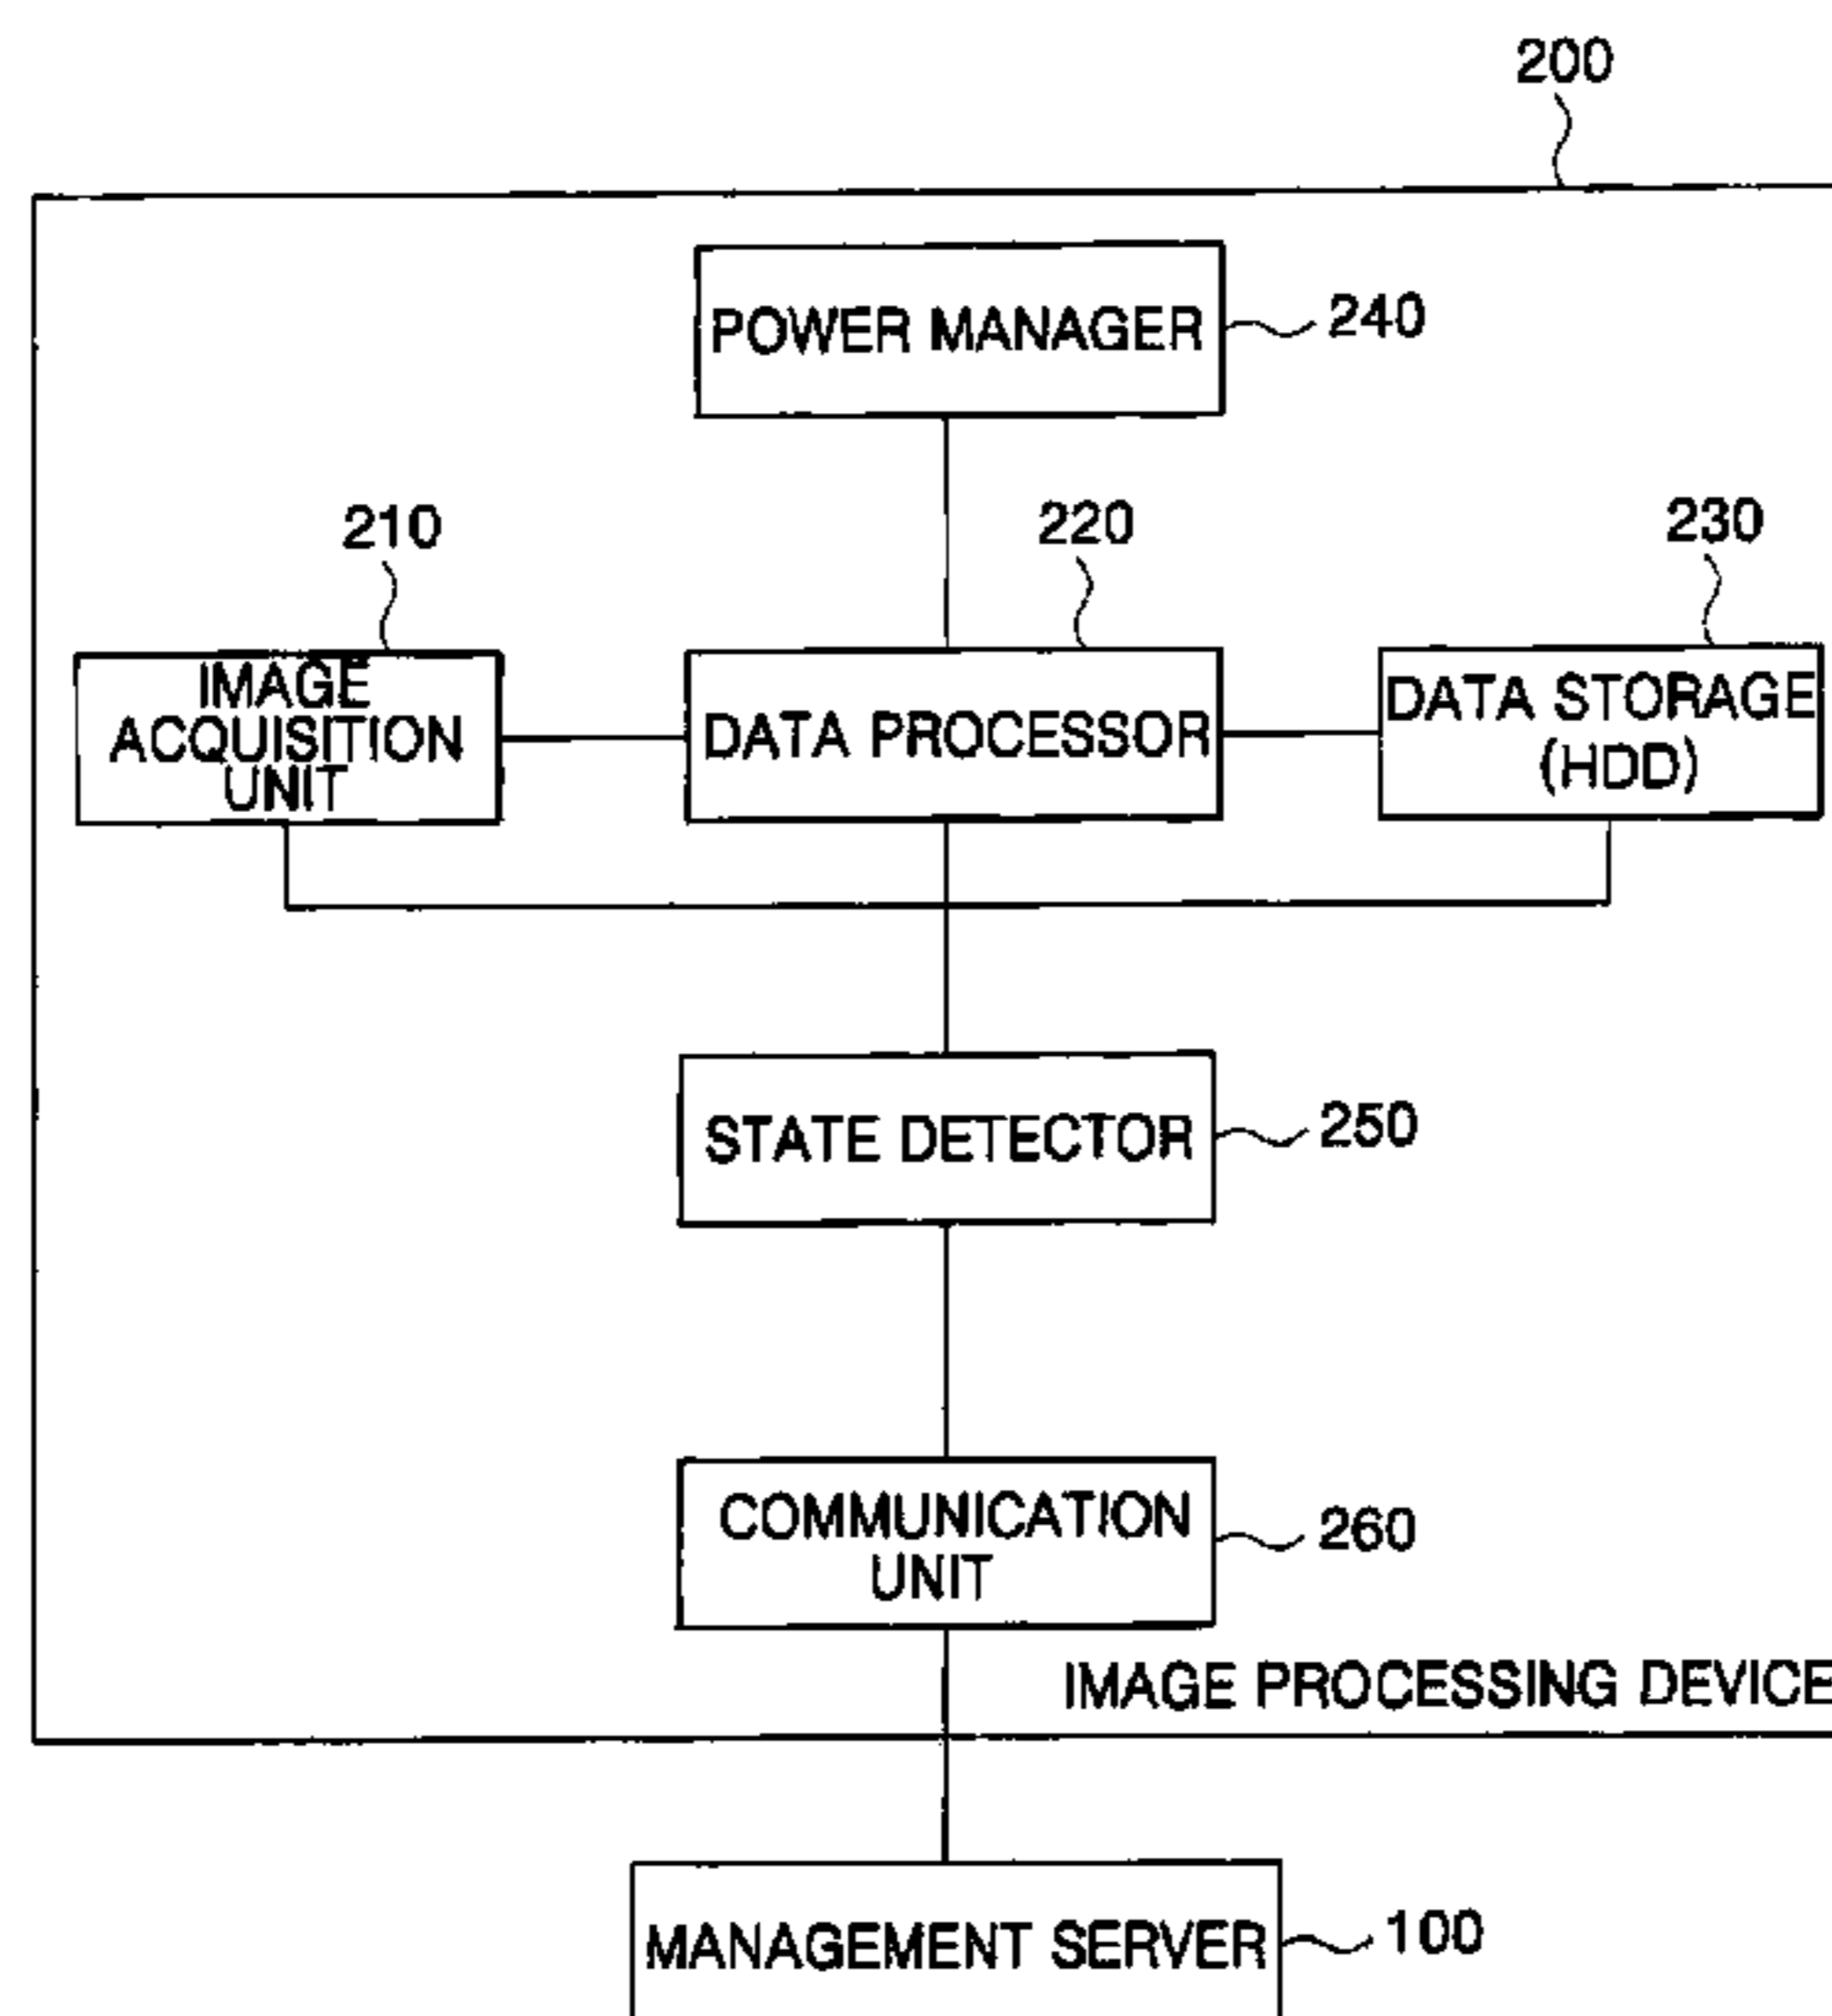 200
POWER MANAGER
240
210
220
230
IMAGE
ACQUISITION
UNIT
DATA PROCESSOR
DATA STORAGE
(HDD)
STATE DETECTOR
250
COMMUNICATION
UNIT
260
IMAGE PROCESSING DEVICE
MANAGEMENT SERVER
100